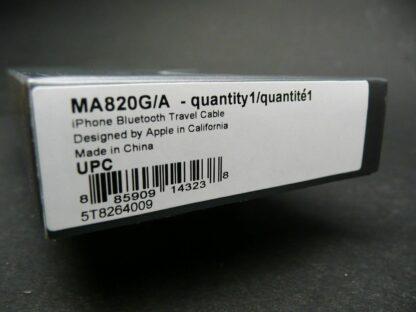 MA820G/A - quantity1/quantité1
iPhone Bluetooth Travel Cable
Designed by Apple in California
Made in China
UPC
8 85909 14323 8
5T8264009